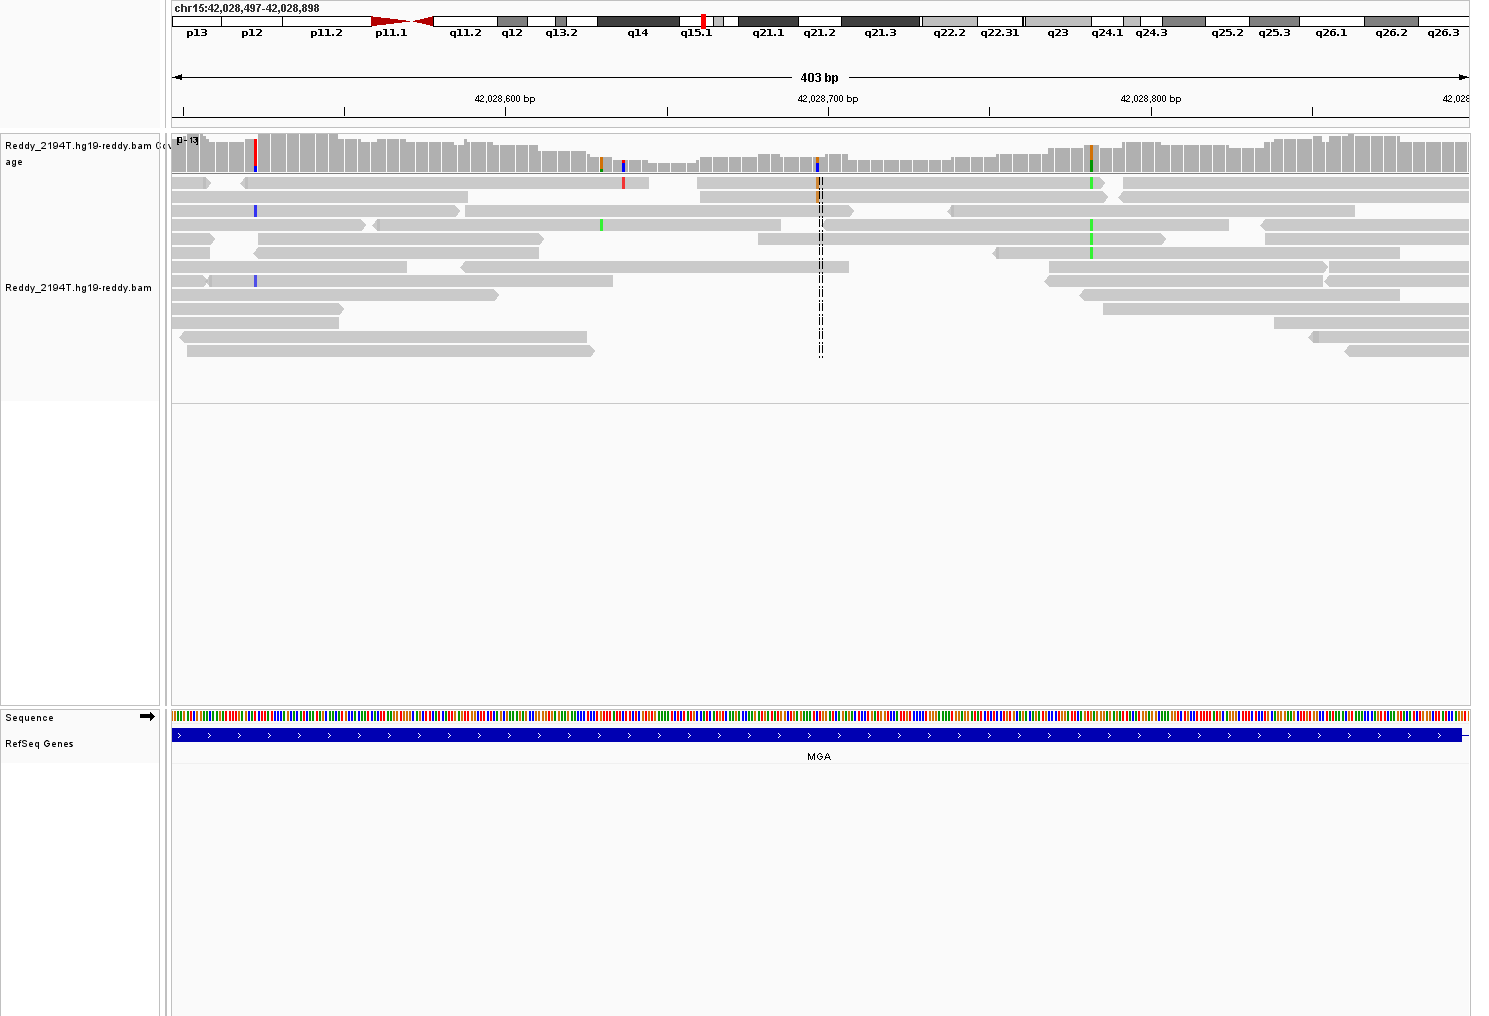 chr15:42,028,497-42,028,898
p13 p12 p11.2 p11.1 q11.2 q12 q13.2 q14 q15.1 q21.1 q21.2 q21.3 q22.2 q22.31 q23 q24.1 q24.3 q25.2 q25.3 q26.1 q26.2 q26.3
403 bp
42,028,600 bp 42,028,700 bp 42,028,800 bp 42,028
Reddy_2194T.hg19-reddy.bam Cov
age
[0 - 13]
Reddy_2194T.hg19-reddy.bam
Sequence
RefSeq Genes
MGA